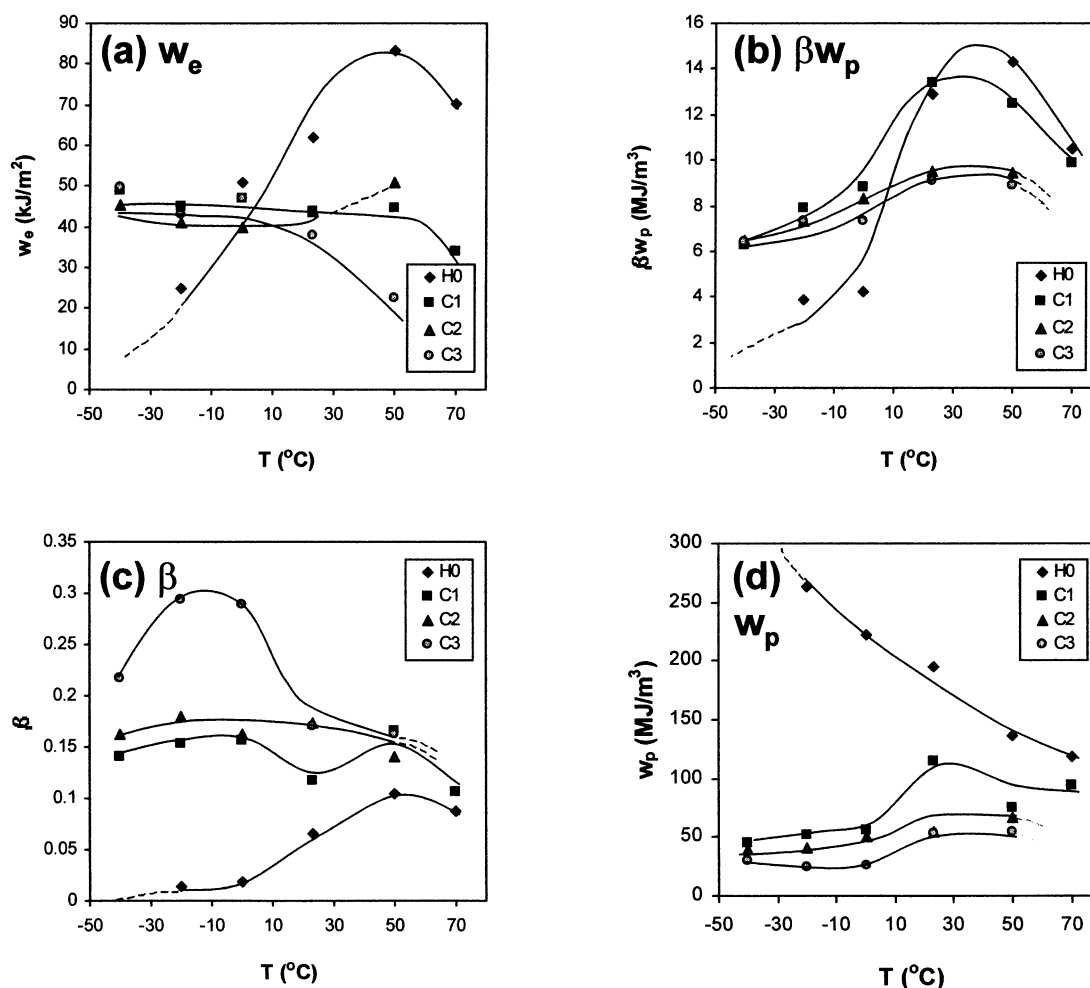 (a) we
90
80
70
60
50
40
30
20
10
0
we (kJ/m2)
-50 -30 -10 10 30 50 70
T (oC)
H0
C1
C2
C3
(b) βwp
16
14
12
10
8
6
4
2
0
βwp (MJ/m3)
-50 -30 -10 10 30 50 70
T (oC)
H0
C1
C2
C3
(c) β
0.35
0.3
0.25
0.2
0.15
0.1
0.05
0
β
-50 -30 -10 10 30 50 70
T (oC)
H0
C1
C2
C3
(d)
wp
300
250
200
150
100
50
0
wp (MJ/m3)
-50 -30 -10 10 30 50 70
T (oC)
H0
C1
C2
C3